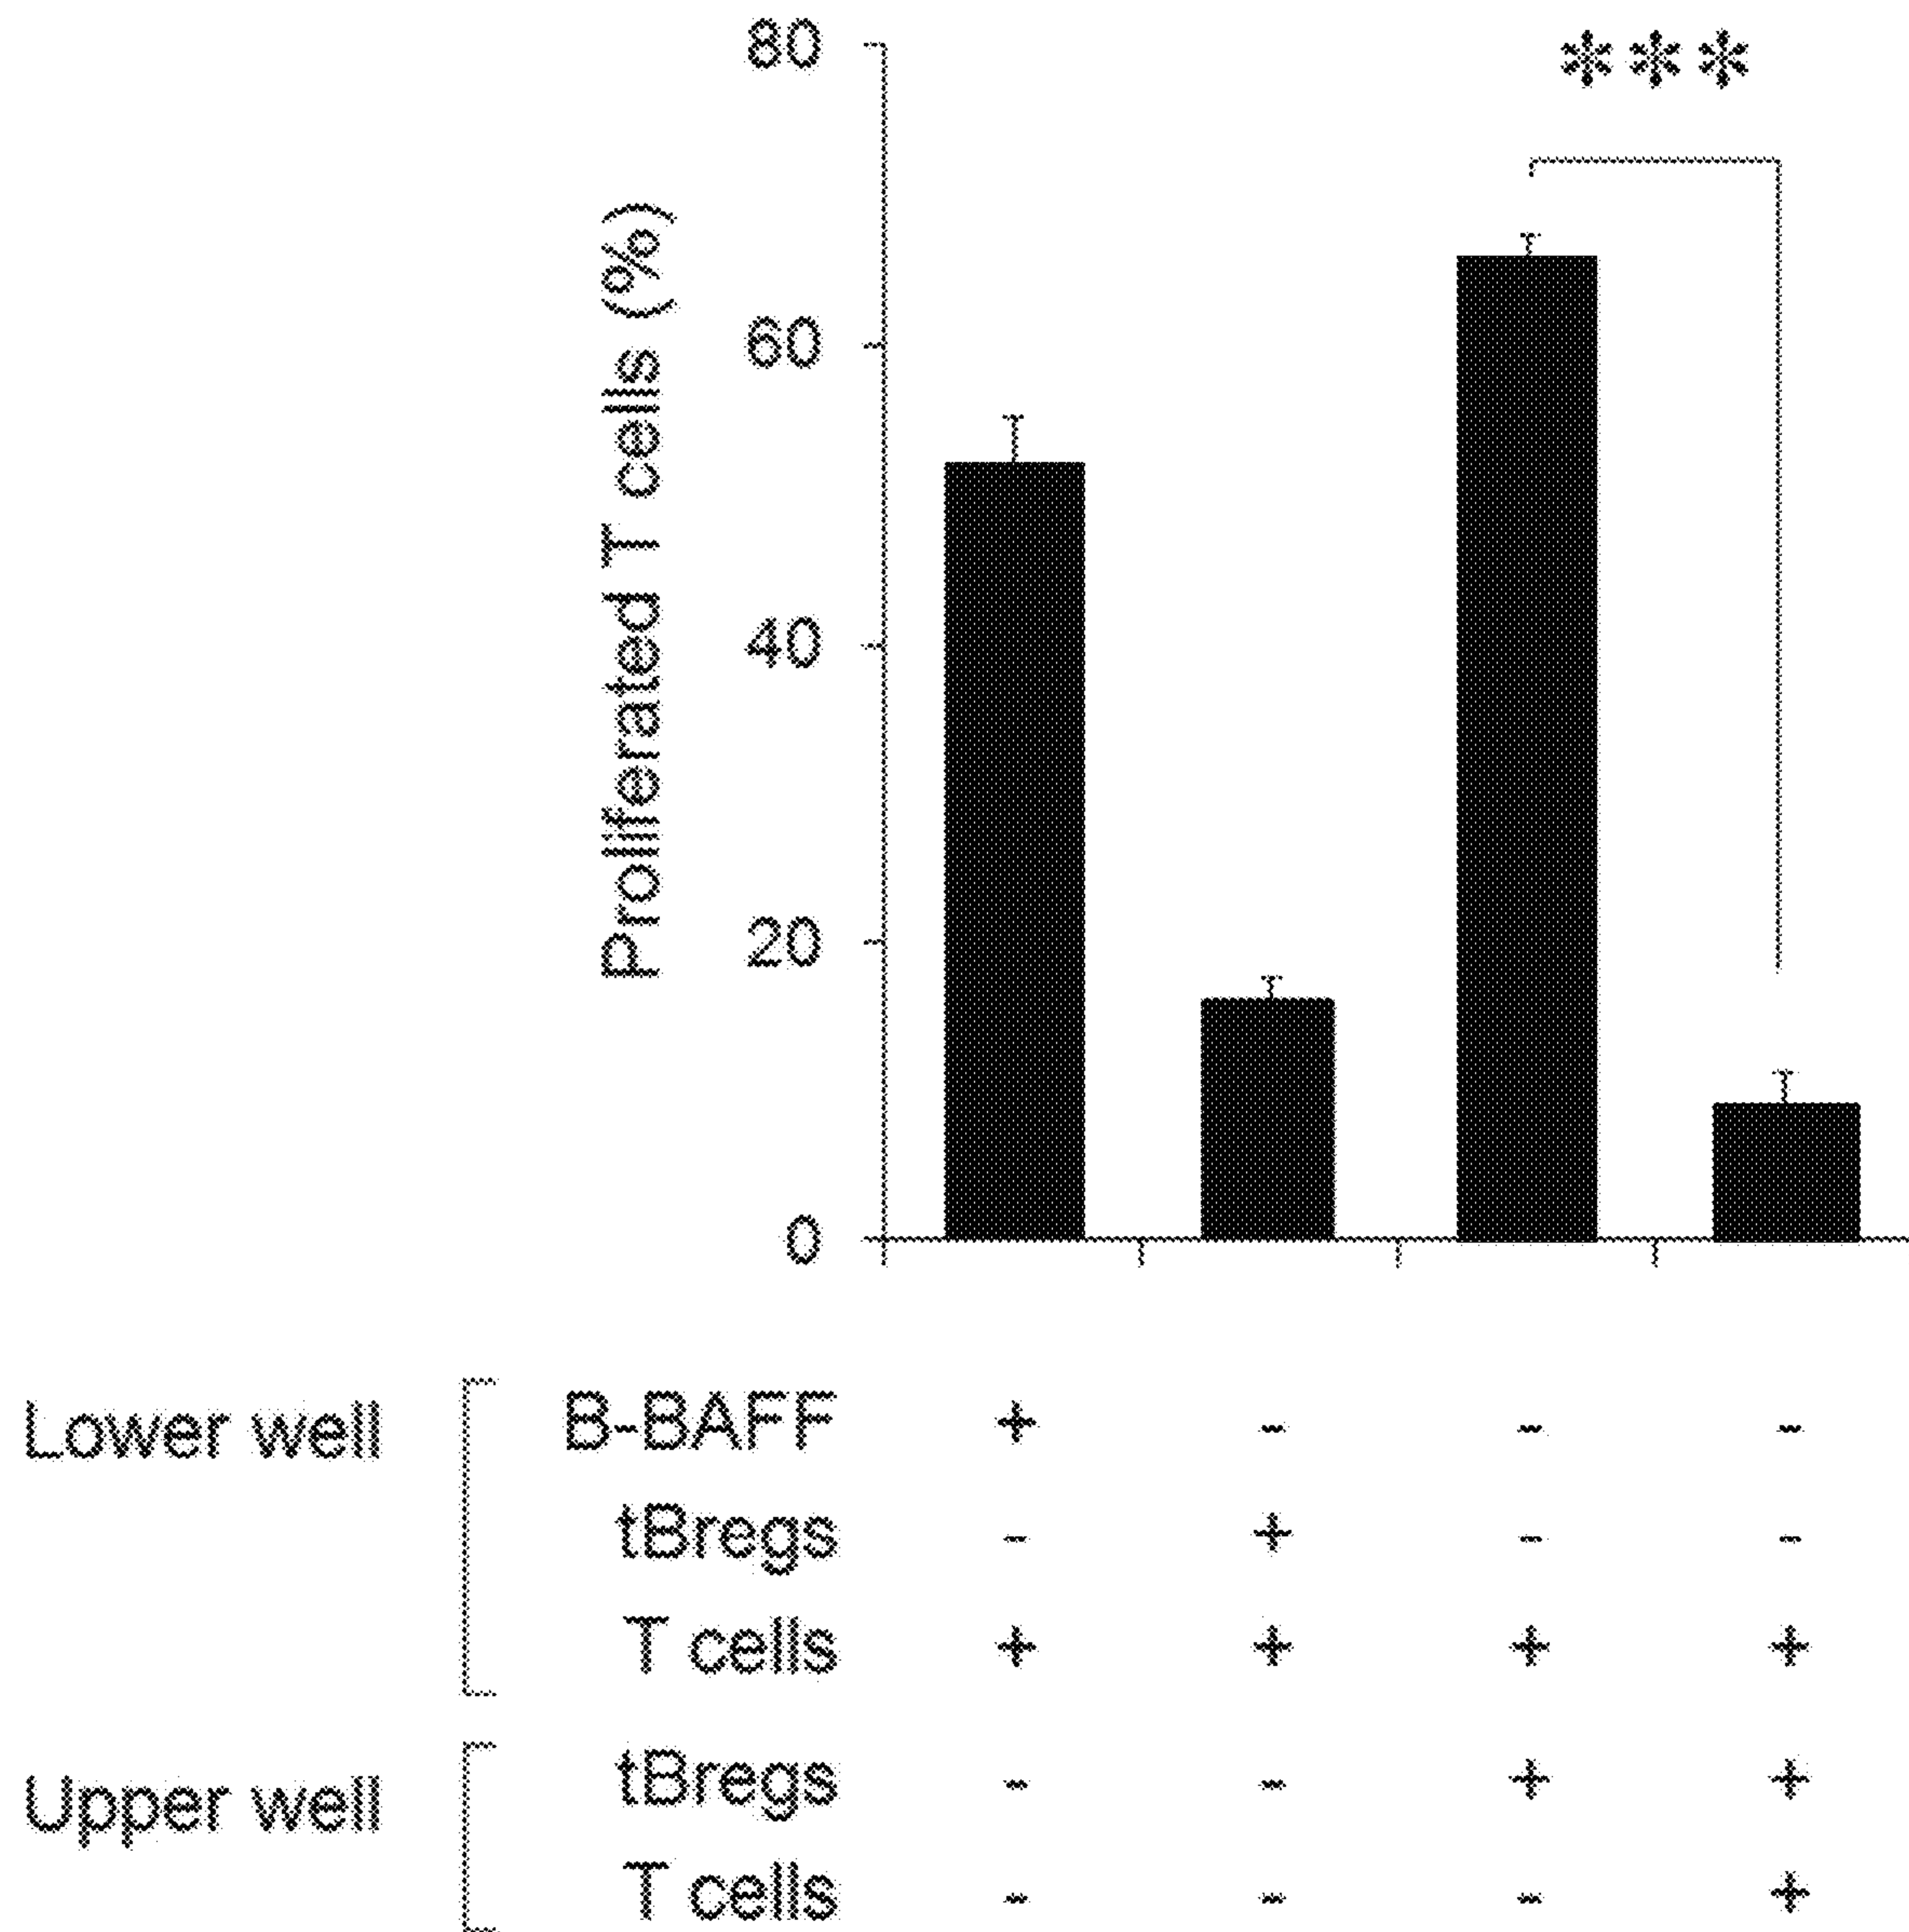 80
***
60
40
20
0
Proliferated T cells (%)
Lower well
B-BAFF + - - -
tBregs - + - -
T cells + + + +
Upper well
tBregs - - + +
T cells - - - +